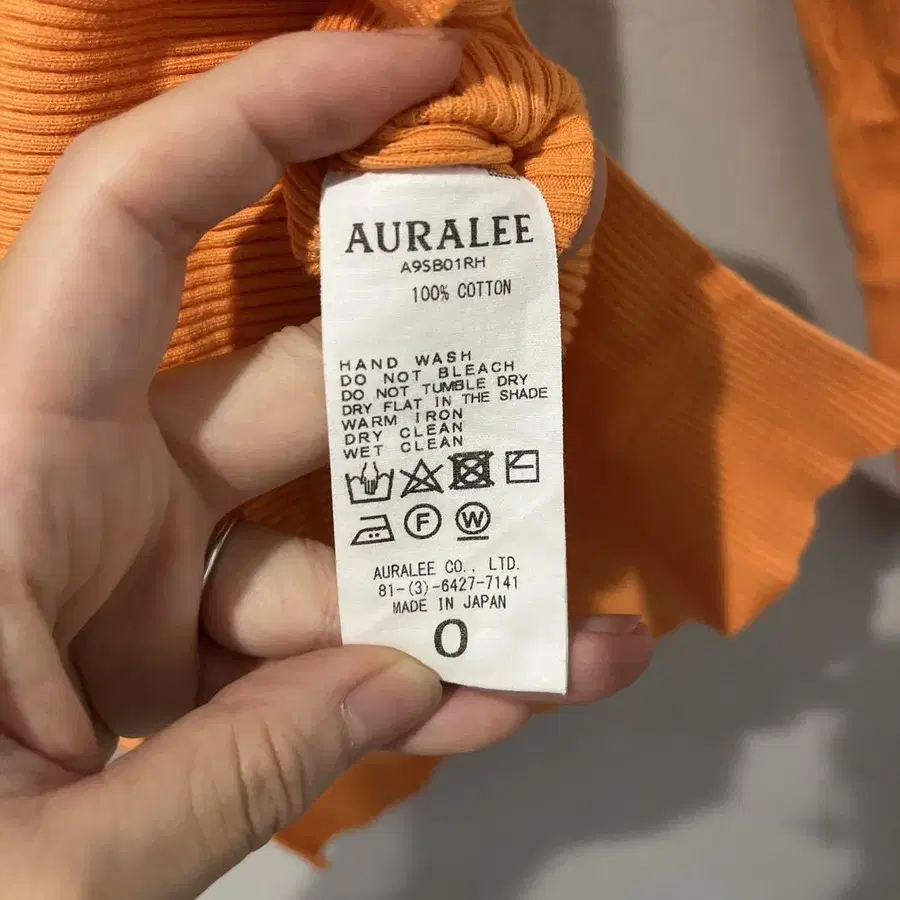 AURALEE
A9SB01RH
100% COTTON
HAND WASH
DO NOT BLEACH
DO NOT TUMBLE DRY
DRY FLAT IN THE SHADE
WARM IRON
DRY CLEAN
WET CLEAN
F W
AURALEE CO., LTD.
81-(3)-6427-7141
MADE IN JAPAN
0